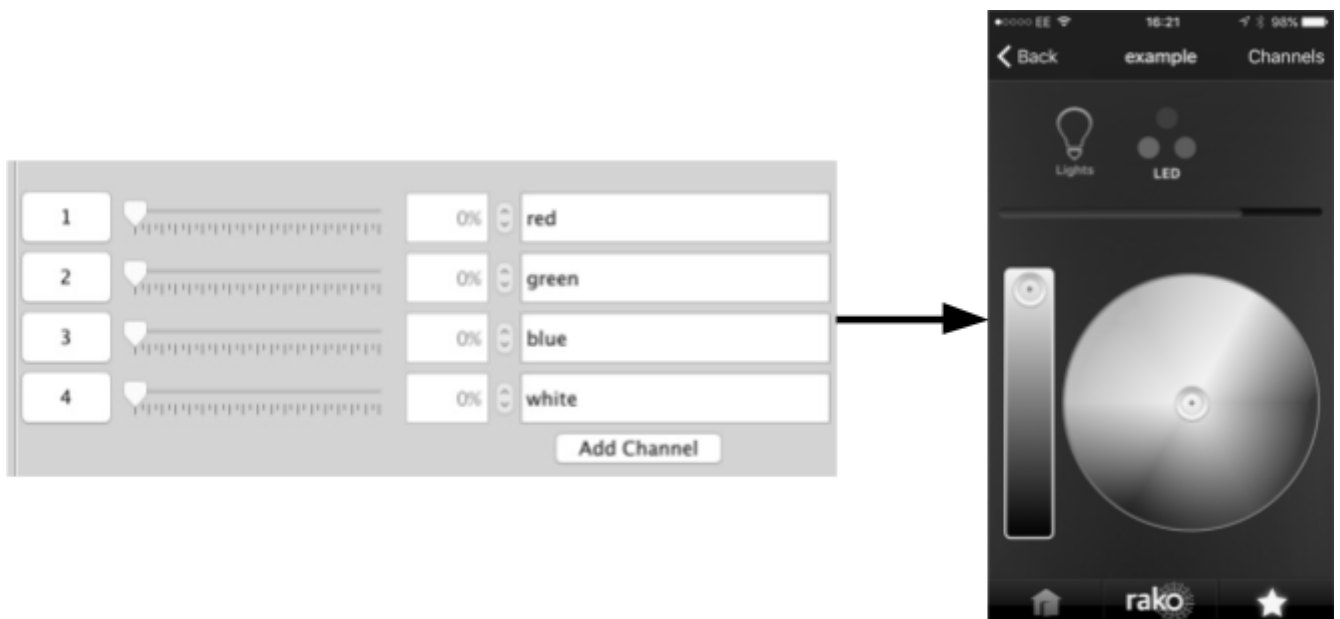 1 0% red
2 0% green
3 0% blue
4 0% white
Add Channel
EE 16:21 98%
Back example Channels
Lights LED
rako